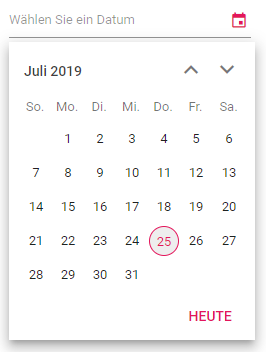 Wählen Sie ein Datum
Juli 2019
So. Mo. Di. Mi. Do. Fr. Sa.
1 2 3 4 5 6
7 8 9 10 11 12 13
14 15 16 17 18 19 20
21 22 23 24 25 26 27
28 29 30 31
HEUTE